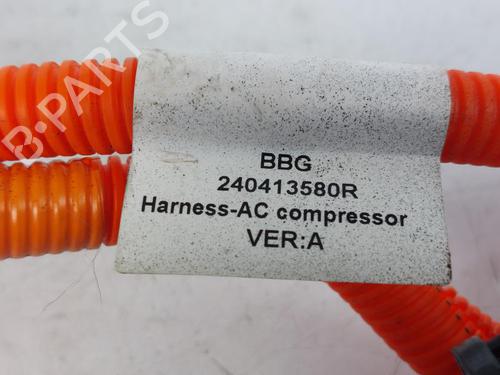 BBG
240413580R
Harness-AC compressor
VER:A
B-PARTS